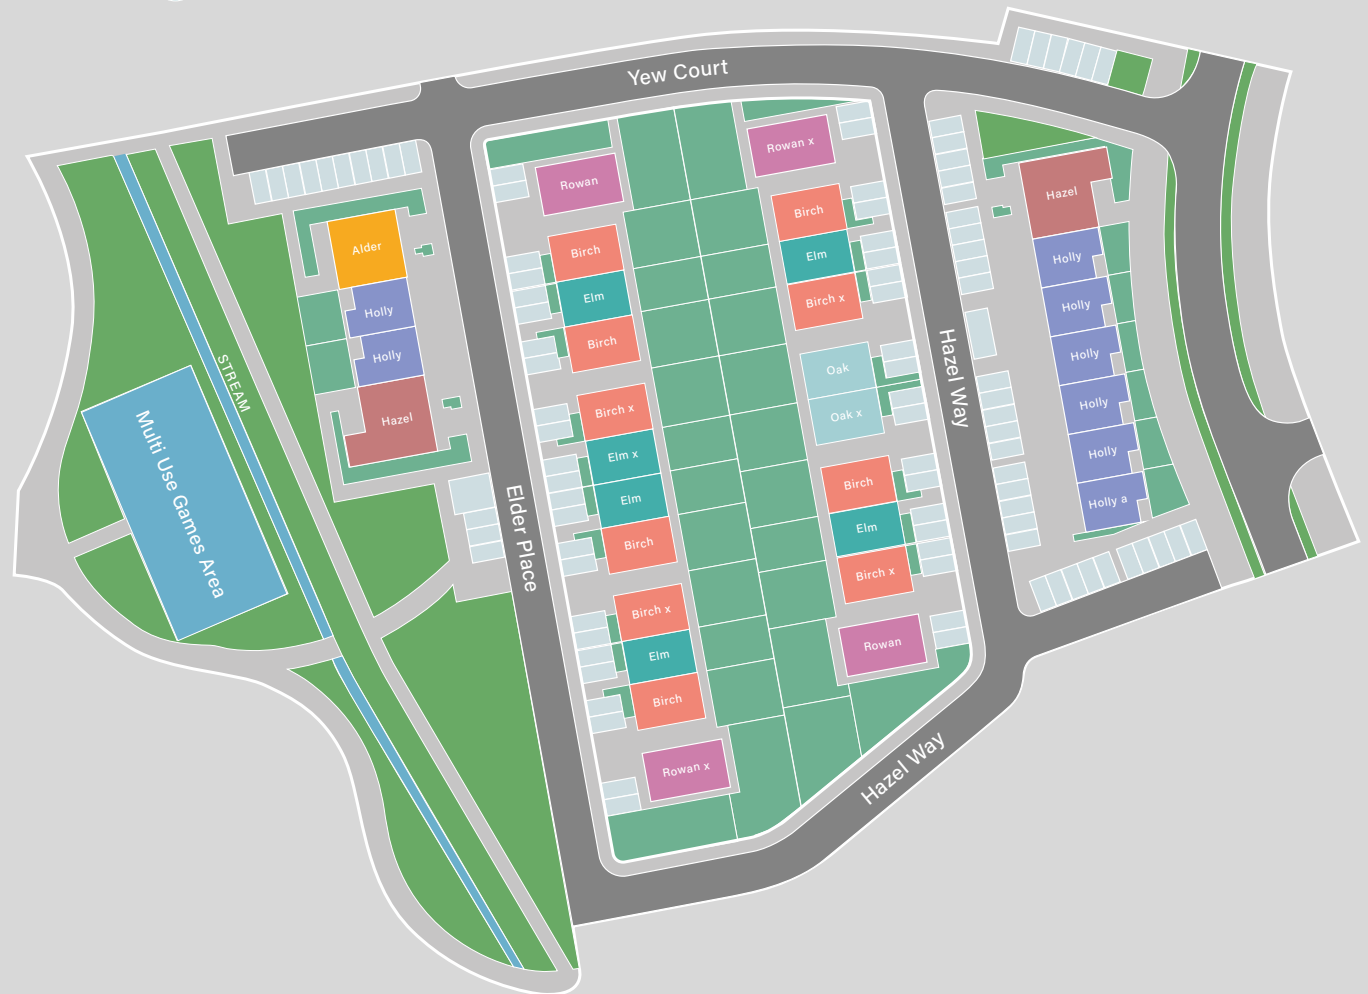 Yew Court
Rowan x
Rowan
Hazel
Birch
Alder
Birch
Elm
Holly
Elm
Birch x
Holly
Holly
Birch
Holly
Holly
Oak
Hazel Way
Holly
Hazel
Birch x
Oak x
Holly
STREAM
Multi Use Games Area
Elm x
Birch
Holly
Elm
Elm
Holly a
Elder Place
Birch
Birch x
Birch x
Rowan
Elm
Birch
Rowan x
Hazel Way